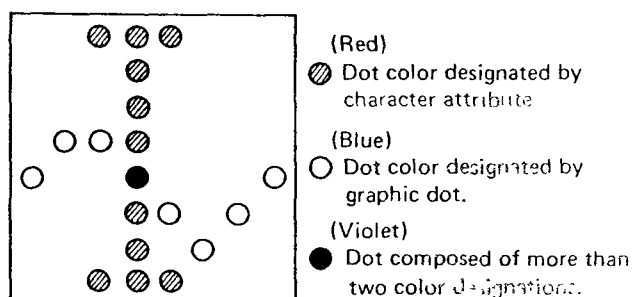 (Red)
Dot color designated by
character attribute
(Blue)
Dot color designated by
graphic dot.
(Violet)
Dot composed of more than
two color designations.